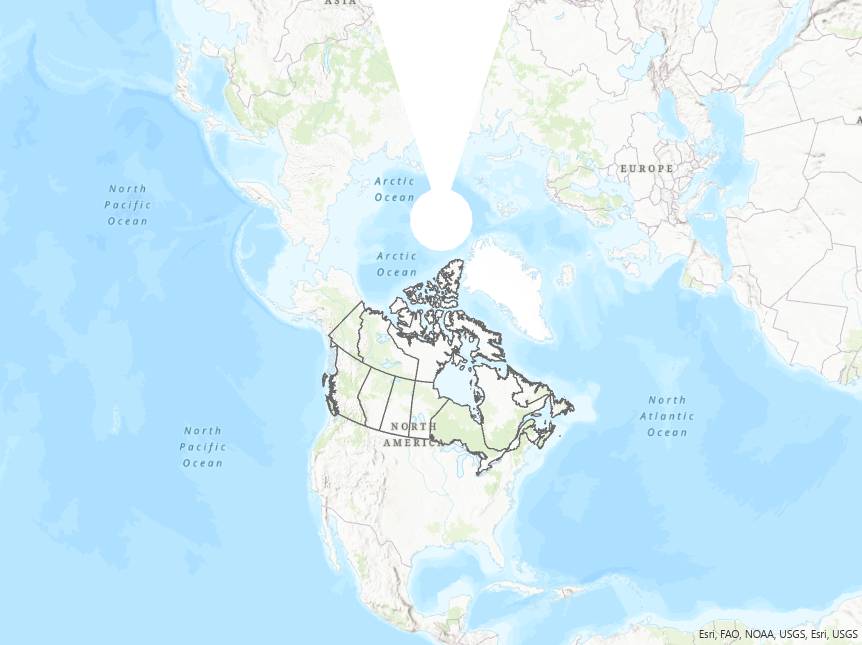 ASIA
EUROPE
Arctic
Ocean
North
Pacific
Ocean
Arctic
Ocean
North
Atlantic
Ocean
NORTH
AMERICA
North
Pacific
Ocean
Esri, FAO, NOAA, USGS, Esri, USGS